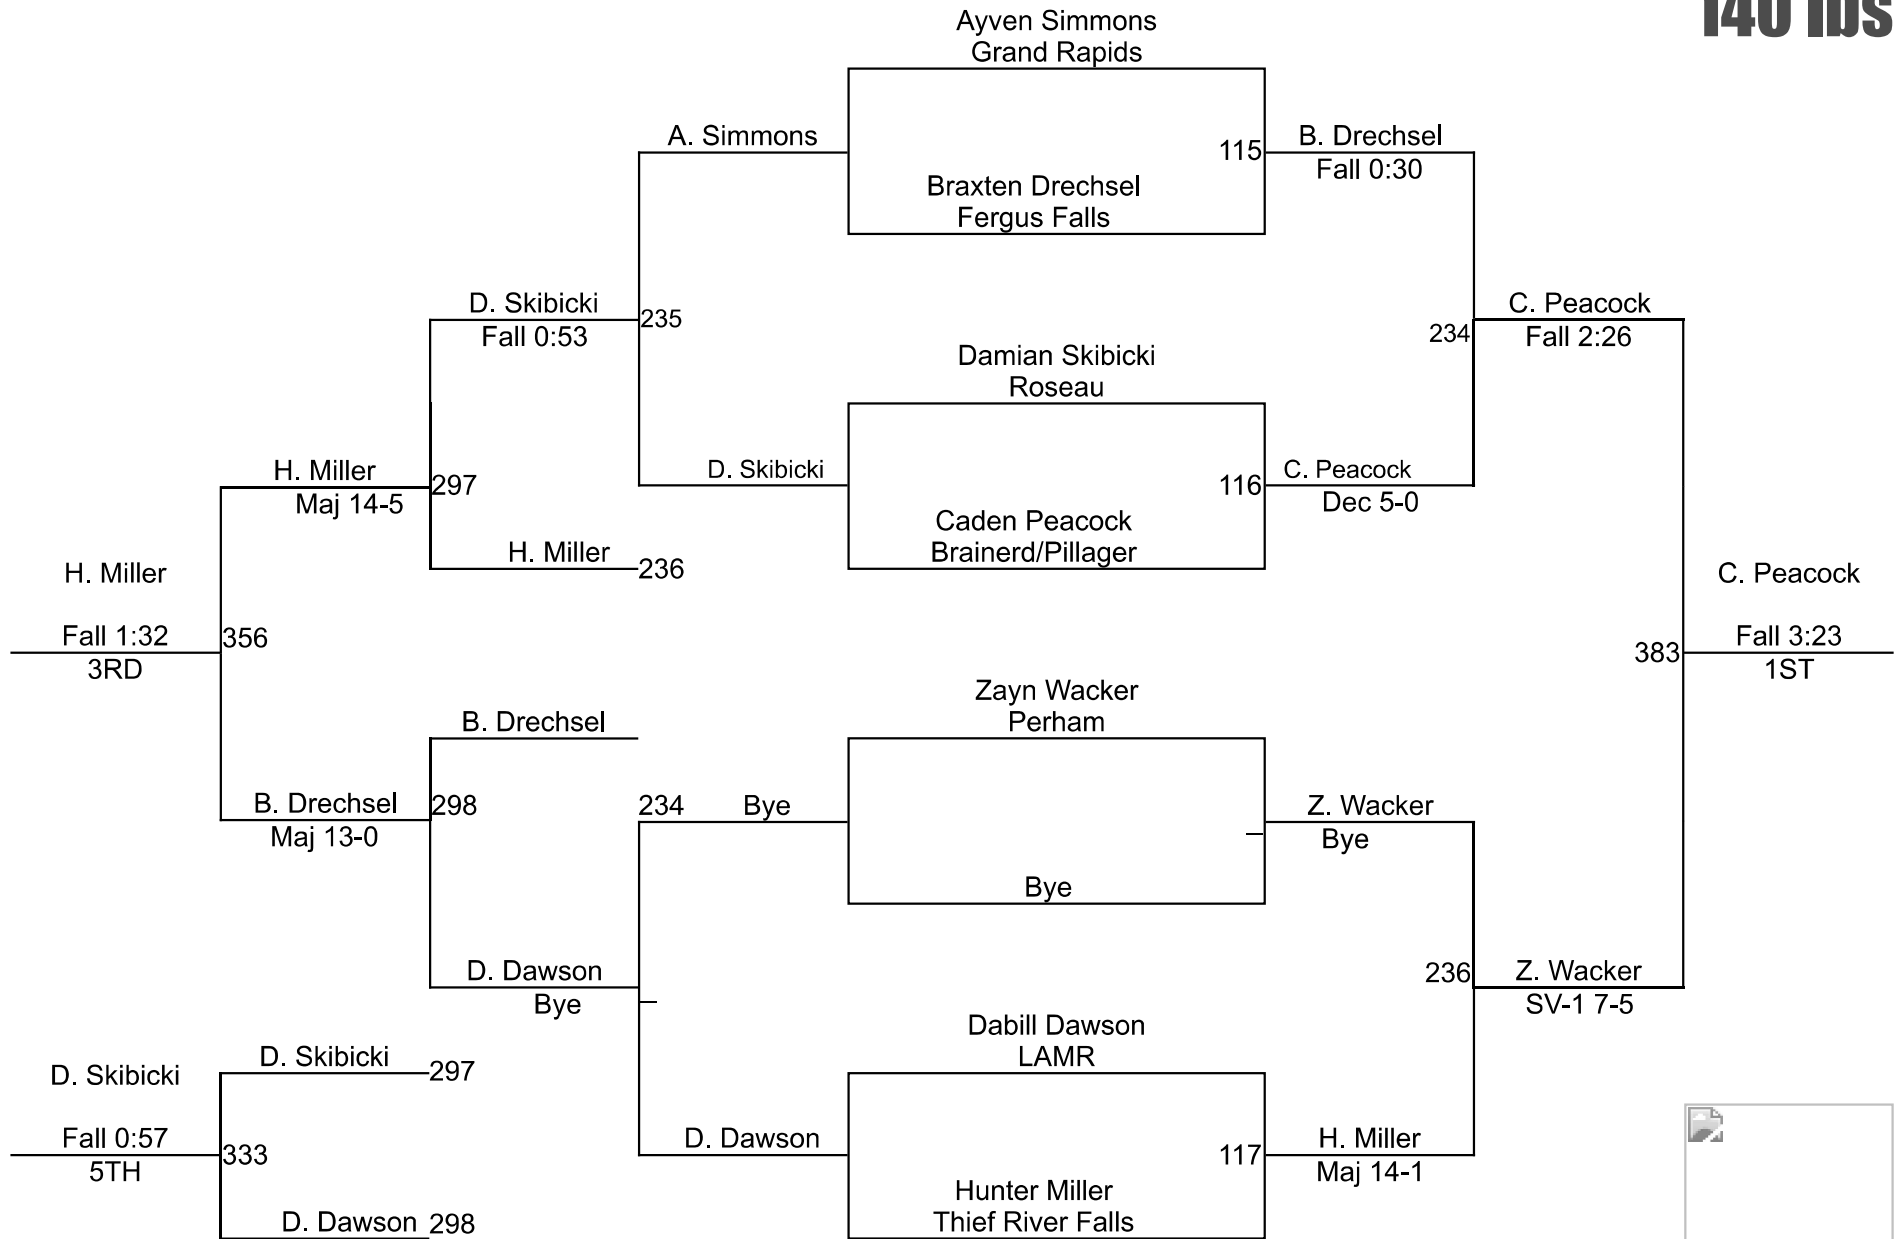 140 lbs
Ayven Simmons
Grand Rapids
A. Simmons
115
B. Drechsel
Fall 0:30
Braxten Drechsel
Fergus Falls
D. Skibicki
Fall 0:53
235
C. Peacock
Fall 2:26
234
Damian Skibicki
Roseau
H. Miller
Maj 14-5
297
D. Skibicki
116
C. Peacock
Dec 5-0
Caden Peacock
Brainerd/Pillager
H. Miller
236
H. Miller
Fall 1:32
3RD
356
C. Peacock
Fall 3:23
1ST
383
Zayn Wacker
Perham
B. Drechsel
B. Drechsel
Maj 13-0
298
234
Bye
Z. Wacker
Bye
Bye
D. Dawson
Bye
236
Z. Wacker
SV-1 7-5
Dabill Dawson
LAMR
D. Skibicki
297
D. Skibicki
Fall 0:57
5TH
333
D. Dawson
117
H. Miller
Maj 14-1
Hunter Miller
Thief River Falls
D. Dawson
298